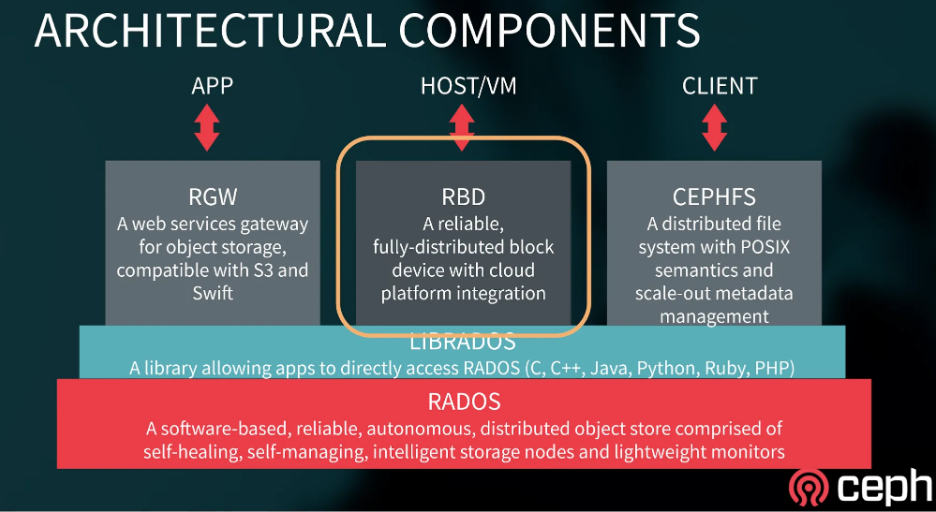 ARCHITECTURAL COMPONENTS
APP
HOST/VM
CLIENT
RGW
A web services gateway
for object storage,
compatible with S3 and
Swift
RBD
A reliable,
fully-distributed block
device with cloud
platform integration
CEPHFS
A distributed file
system with POSIX
semantics and
scale-out metadata
management
LIBRADOS
A library allowing apps to directly access RADOS (C, C++, Java, Python, Ruby, PHP)
RADOS
A software-based, reliable, autonomous, distributed object store comprised of
self-healing, self-managing, intelligent storage nodes and lightweight monitors
ceph